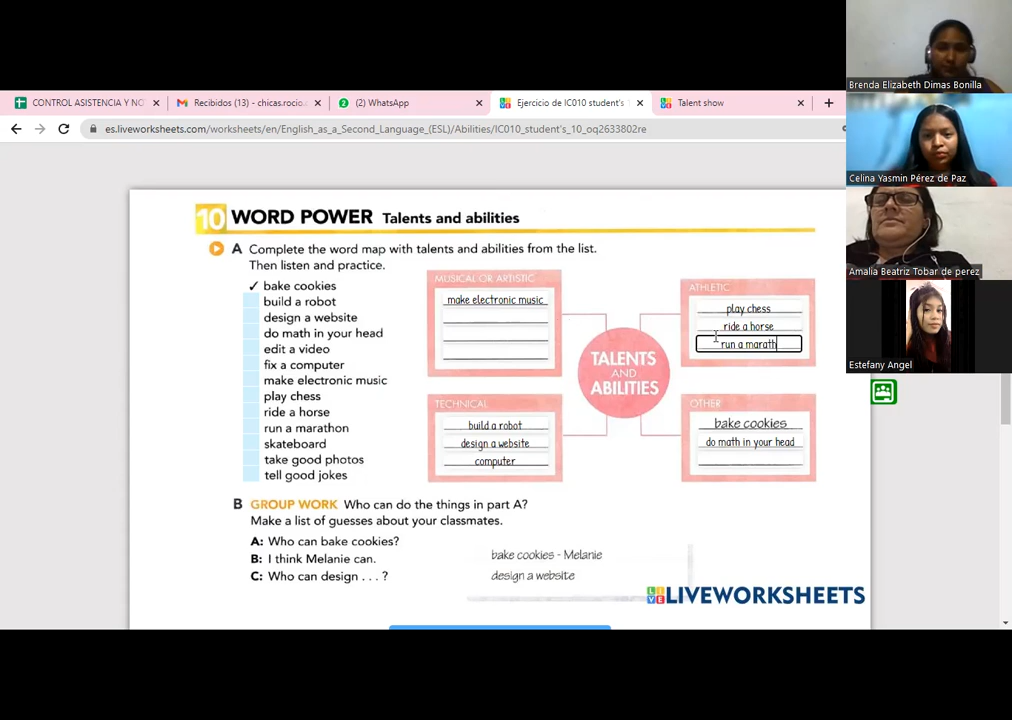 Brenda Elizabeth Dimas Bonilla
CONTROL ASISTENCIA Y NO
Recibidos (13) - chicas.rocio.
(2) WhatsApp
Ejercicio de IC010 student's
Talent show
es.liveworksheets.com/worksheets/en/English_as_a_Second_Language_(ESL)/Abilities/IC010_student's_10_oq2633802re
Celina Yasmin Pérez de Paz
Amalia Beatriz Tobar de perez
Estefany Angel
10 WORD POWER Talents and abilities
A Complete the word map with talents and abilities from the list.
Then listen and practice.
✓ bake cookies
build a robot
design a website
do math in your head
edit a video
fix a computer
make electronic music
play chess
ride a horse
run a marathon
skateboard
take good photos
tell good jokes
MUSICAL OR ARTISTIC
make electronic music
ATHLETIC
play chess
ride a horse
run a marath
TALENTS
AND
ABILITIES
TECHNICAL
build a robot
design a website
computer
OTHER
bake cookies
do math in your head
B GROUP WORK Who can do the things in part A?
Make a list of guesses about your classmates.
A: Who can bake cookies?
B: I think Melanie can.
C: Who can design . . . ?
bake cookies - Melanie
design a website
LIVE LIVEWORKSHEETS